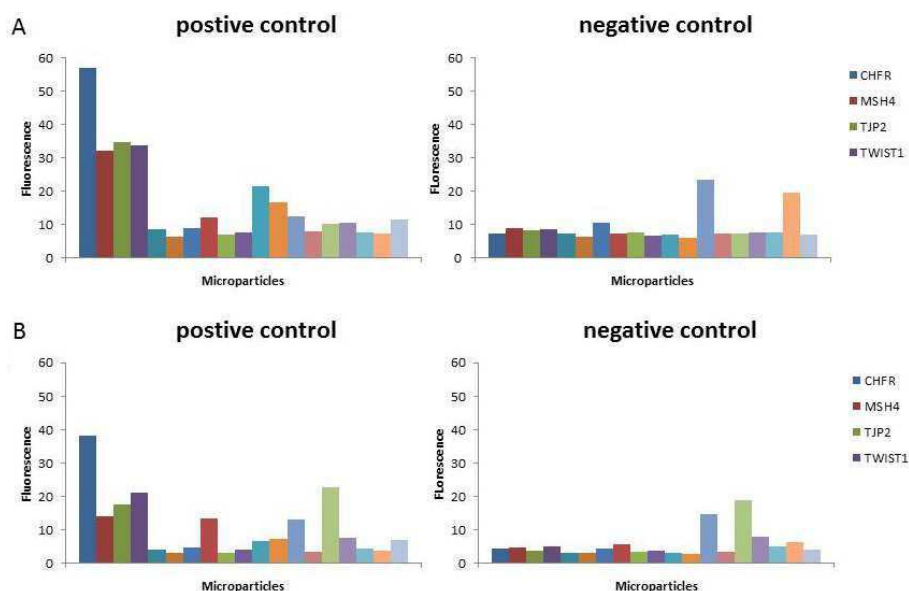 A
postive control
negative control
60
50
40
30
20
10
0
Fluorescence
Microparticles
60
50
40
30
20
10
0
FLorescence
Microparticles
CHFR
MSH4
TJP2
TWIST1
B
postive control
negative control
60
50
40
30
20
10
0
Fluorescence
Microparticles
60
50
40
30
20
10
0
FLorescence
Microparticles
CHFR
MSH4
TJP2
TWIST1